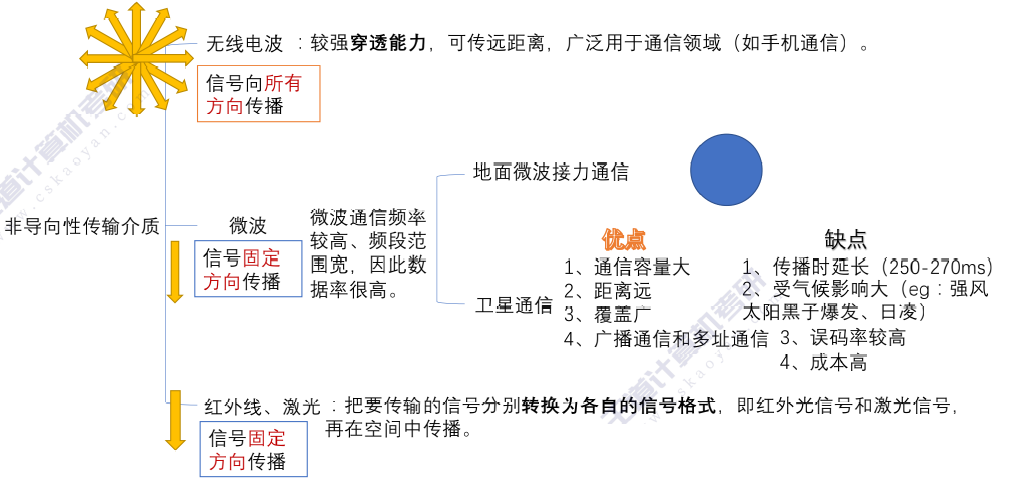 无线电波：较强穿透能力，可传远距离，广泛用于通信领域（如手机通信）。
信号向所有
方向传播
非导向性传输介质
微波
信号固定
方向传播
微波通信频率
较高、频段范
围宽，因此数
据率很高。
地面微波接力通信
卫星通信
优点
1、通信容量大
2、距离远
3、覆盖广
4、广播通信和多址通信
缺点
1、传播时延长（250-270ms）
2、受气候影响大（eg：强风
太阳黑子爆发、日凌）
3、误码率较高
4、成本高
红外线、激光：把要传输的信号分别转换为各自的信号格式，即红外光信号和激光信号，
再在空间中传播。
信号固定
方向传播
道计算机考研
www.cskaoyan.com